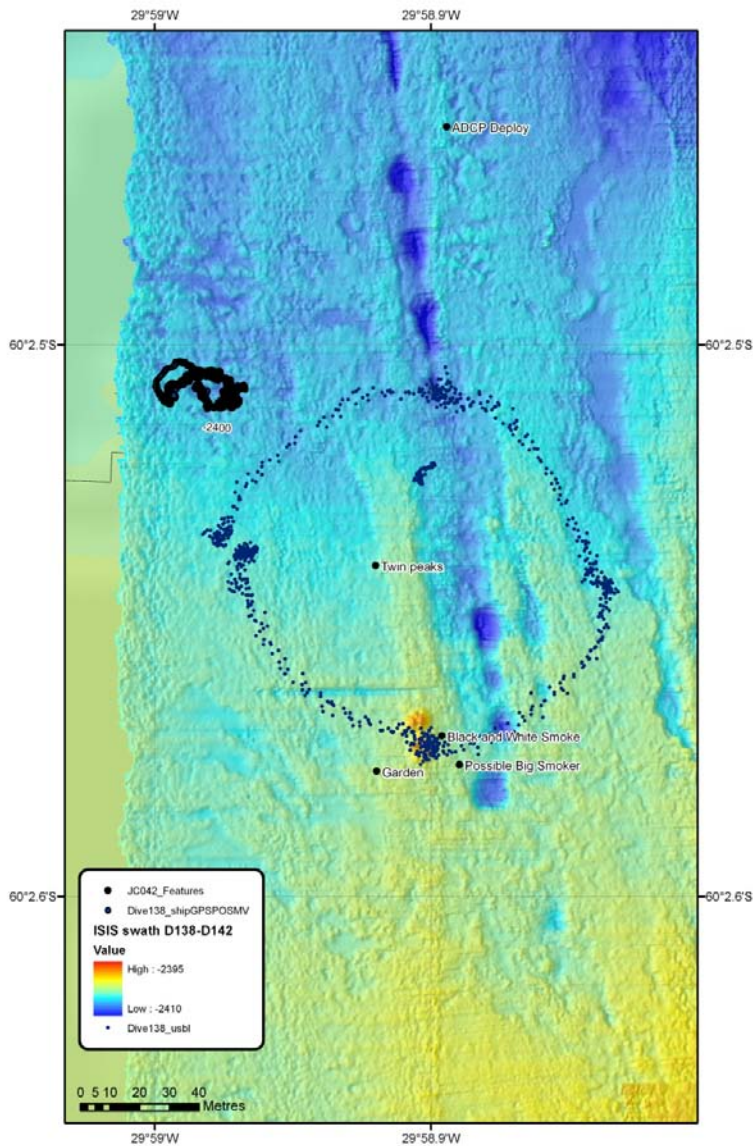 29°59'W 29°58.9'W
ADCP Deploy
60°2.5'S 60°2.5'S
-2400
Twin peaks
Black and White Smoke
Possible Big Smoker
Garden
60°2.6'S 60°2.6'S
JC042_Features
Dive138_shipGPSPOSMV
ISIS swath D138-D142
Value
High : -2395
Low : -2410
Dive138_usbl
0 5 10 20 30 40
Metres
29°59'W 29°58.9'W